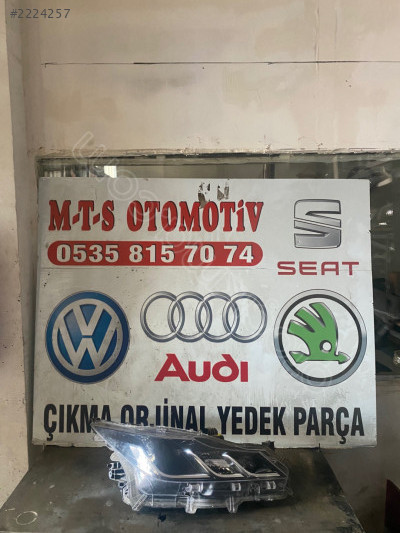 #2224257
M-T-S OTOMOTİV
0535 815 70 74
SEAT
Audi
ÇIKMA ORJİNAL YEDEK PARÇA